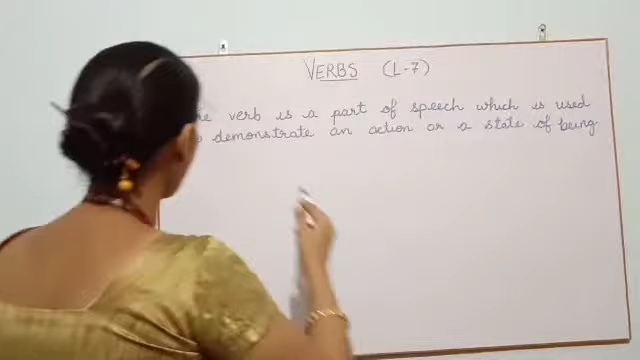 VERBS (L-7)
verb is a part of speech which is used
demonstrate an action or a state of being